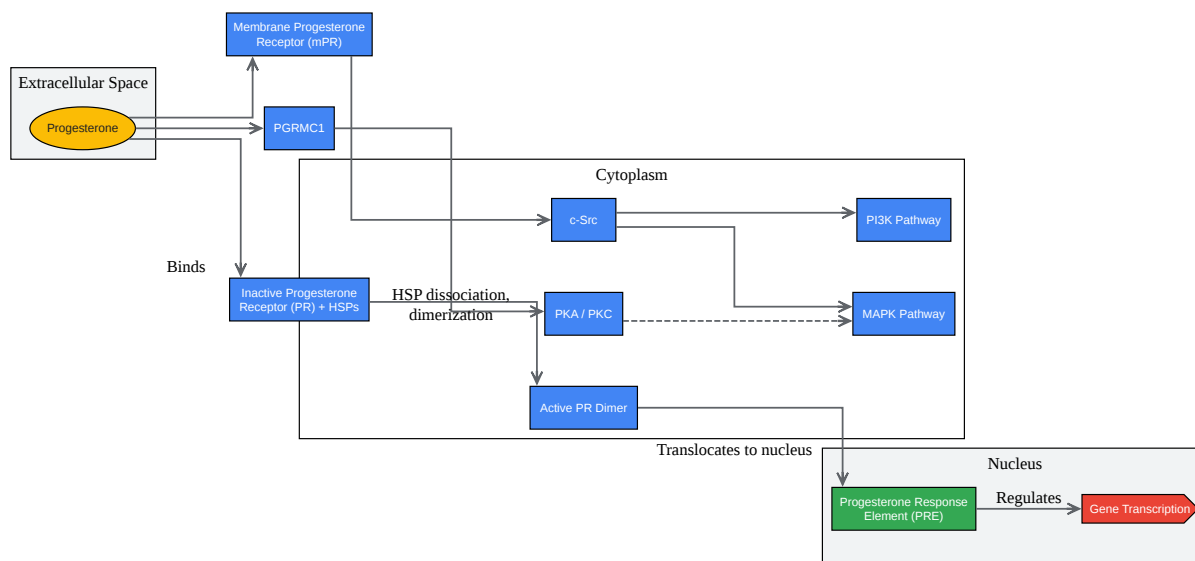 Membrane Progesterone
Receptor (mPR)
Extracellular Space
Progesterone
PGRMC1
Cytoplasm
c-Src
PI3K Pathway
Binds
Inactive Progesterone
Receptor (PR) + HSPs
HSP dissociation,
dimerization
PKA / PKC
MAPK Pathway
Active PR Dimer
Translocates to nucleus
Nucleus
Progesterone Response
Element (PRE)
Regulates
Gene Transcription